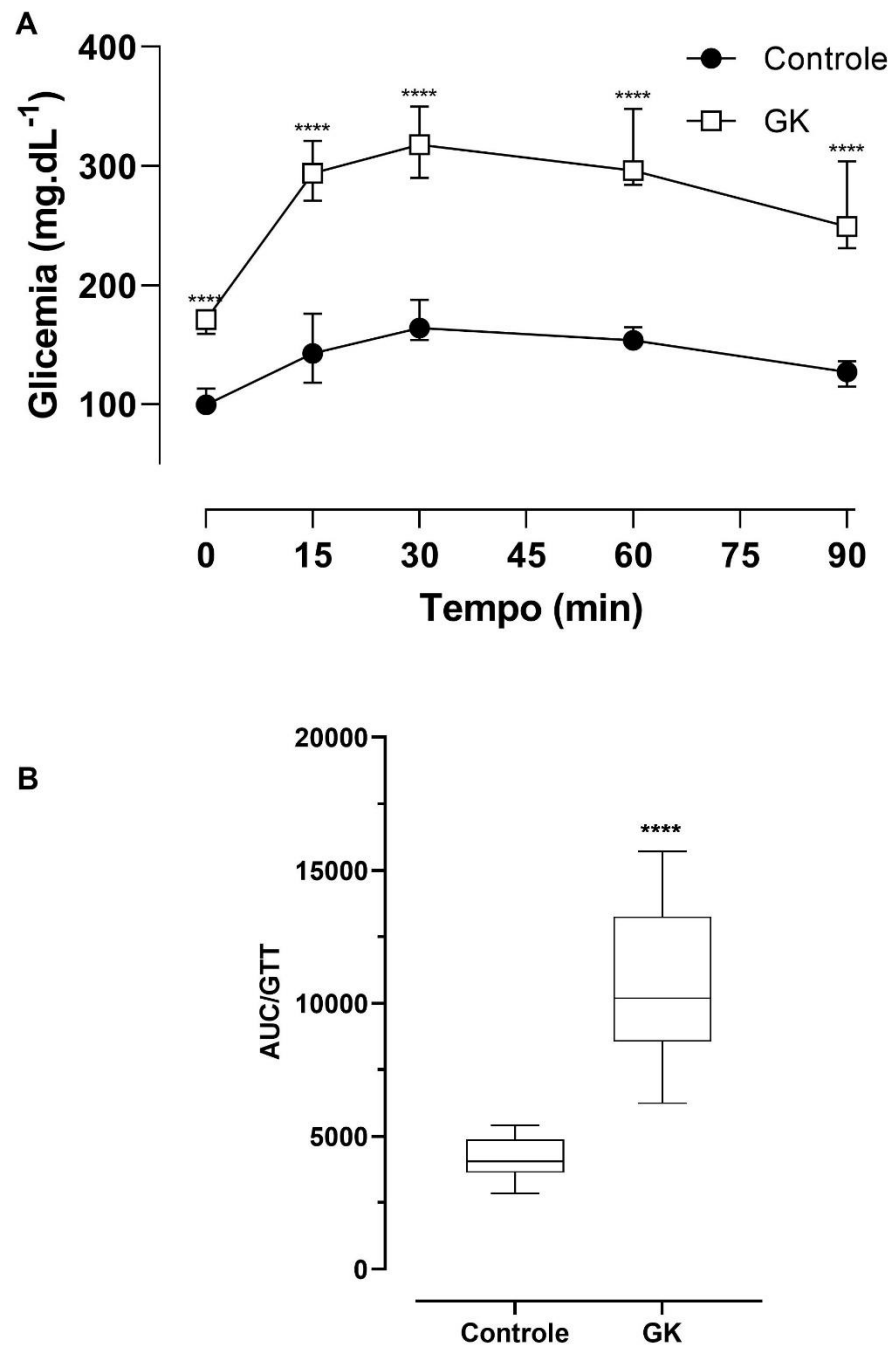 A
400
300
200
100
Glicemia (mg.dL⁻¹)
Controle
GK
****
****
****
****
****
0 15 30 45 60 75 90
Tempo (min)
B
20000
15000
10000
5000
0
AUC/GTT
****
Controle GK